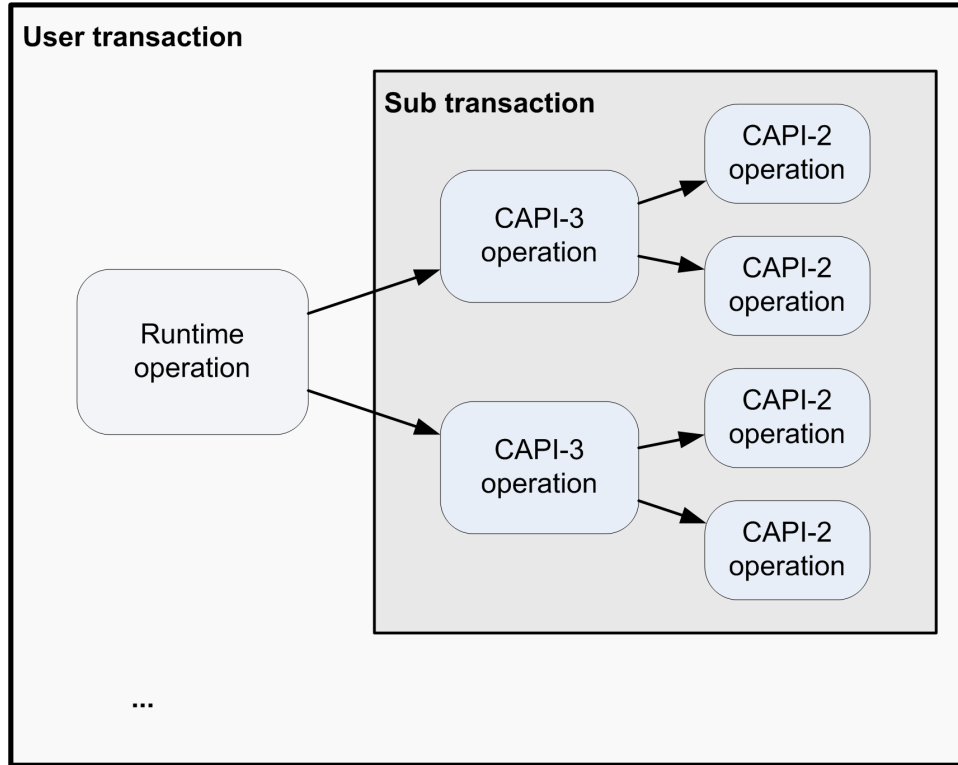 User transaction
Sub transaction
CAPI-2
operation
CAPI-3
operation
CAPI-2
operation
Runtime
operation
CAPI-2
operation
CAPI-3
operation
CAPI-2
operation
...